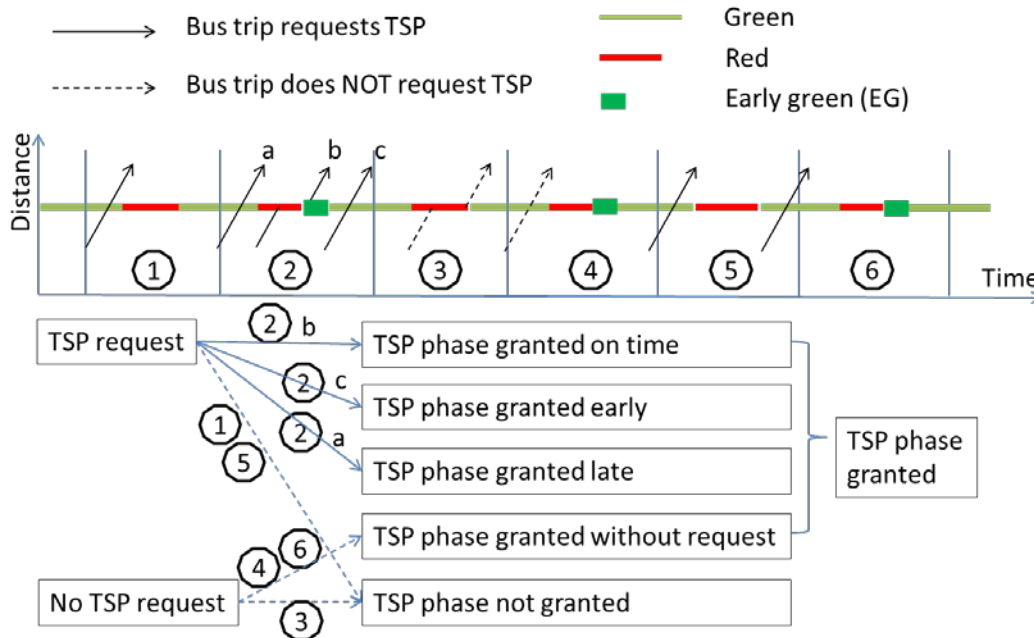 Bus trip requests TSP
Green
Red
Bus trip does NOT request TSP
Early green (EG)
Distance
a
b
c
1
2
3
4
5
6
Time
TSP request
2
b
TSP phase granted on time
2
c
TSP phase granted early
1
2
a
5
TSP phase granted late
TSP phase
granted
6
4
TSP phase granted without request
No TSP request
3
TSP phase not granted